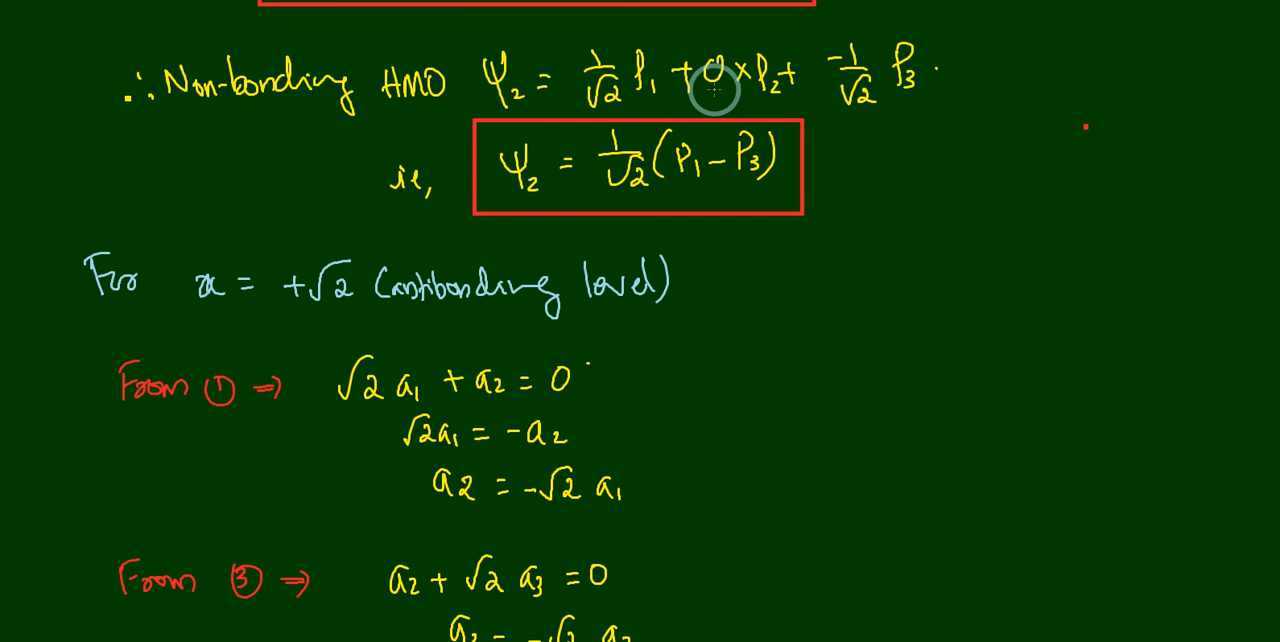 ∴ Non-bonding HMO ψ₂ = 1/√2 P₁ + 0 × P₂ + -1/√2 P₃.
ie, ψ₂ = 1/√2 (P₁ - P₃)
For x = +√2 (antibonding level)
From ① ⇒ √2 a₁ + a₂ = 0
√2a₁ = -a₂
a₂ = -√2 a₁
From ③ ⇒ a₂ + √2 a₃ = 0